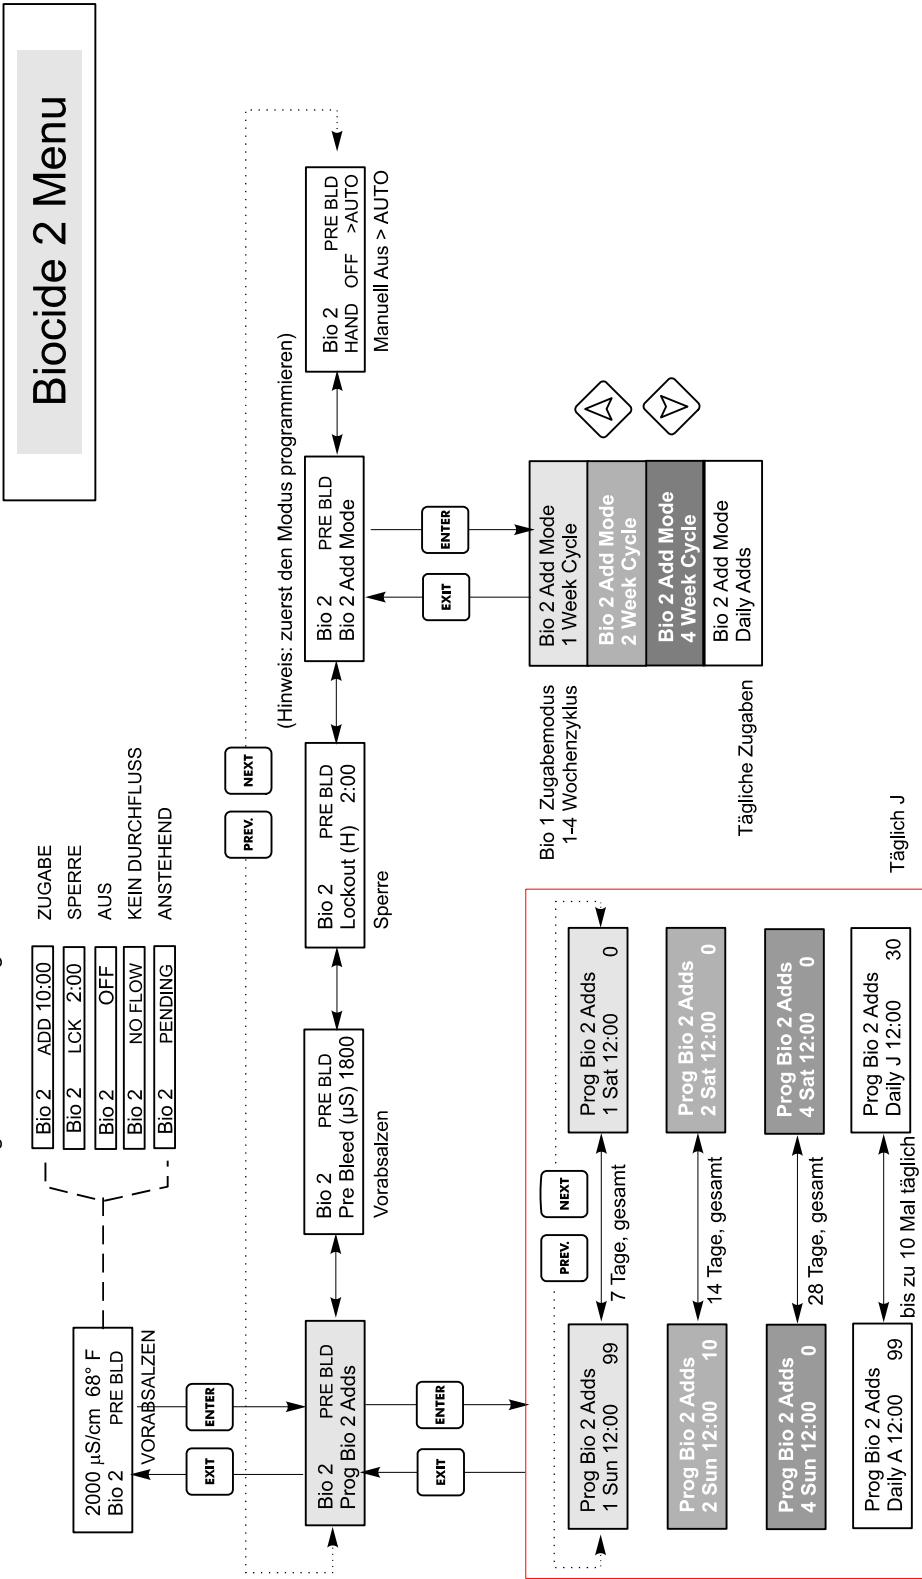 Biocide 2 Menu
2000 µS/cm 68° F
Bio 2 PRE BLD
VORABSALZEN
Bio 2 ADD 10:00
ZUGABE
Bio 2 LCK 2:00
SPERRE
Bio 2 OFF
AUS
Bio 2 NO FLOW
KEIN DURCHFLUSS
Bio 2 PENDING
ANSTEHEND
EXIT
ENTER
PREV.
NEXT
(Hinweis: zuerst den Modus programmieren)
Bio 2 PRE BLD
Prog Bio 2 Adds
Bio 2 PRE BLD
Pre Bleed (µS) 1800
Vorabsalzen
Bio 2 PRE BLD
Lockout (H) 2:00
Sperre
Bio 2 PRE BLD
Bio 2 Add Mode
Bio 2 PRE BLD
HAND OFF >AUTO
Manuell Aus > AUTO
EXIT
ENTER
EXIT
ENTER
Bio 1 Zugabemodus
1-4 Wochenzyklus
Bio 2 Add Mode
1 Week Cycle
Bio 2 Add Mode
2 Week Cycle
Bio 2 Add Mode
4 Week Cycle
Tägliche Zugaben
Bio 2 Add Mode
Daily Adds
PREV.
NEXT
Prog Bio 2 Adds
1 Sun 12:00 99
7 Tage, gesamt
Prog Bio 2 Adds
1 Sat 12:00 0
Prog Bio 2 Adds
2 Sun 12:00 10
14 Tage, gesamt
Prog Bio 2 Adds
2 Sat 12:00 0
Prog Bio 2 Adds
4 Sun 12:00 0
28 Tage, gesamt
Prog Bio 2 Adds
4 Sat 12:00 0
Prog Bio 2 Adds
Daily A 12:00 99
bis zu 10 Mal täglich
Prog Bio 2 Adds
Daily J 12:00 30
Täglich J